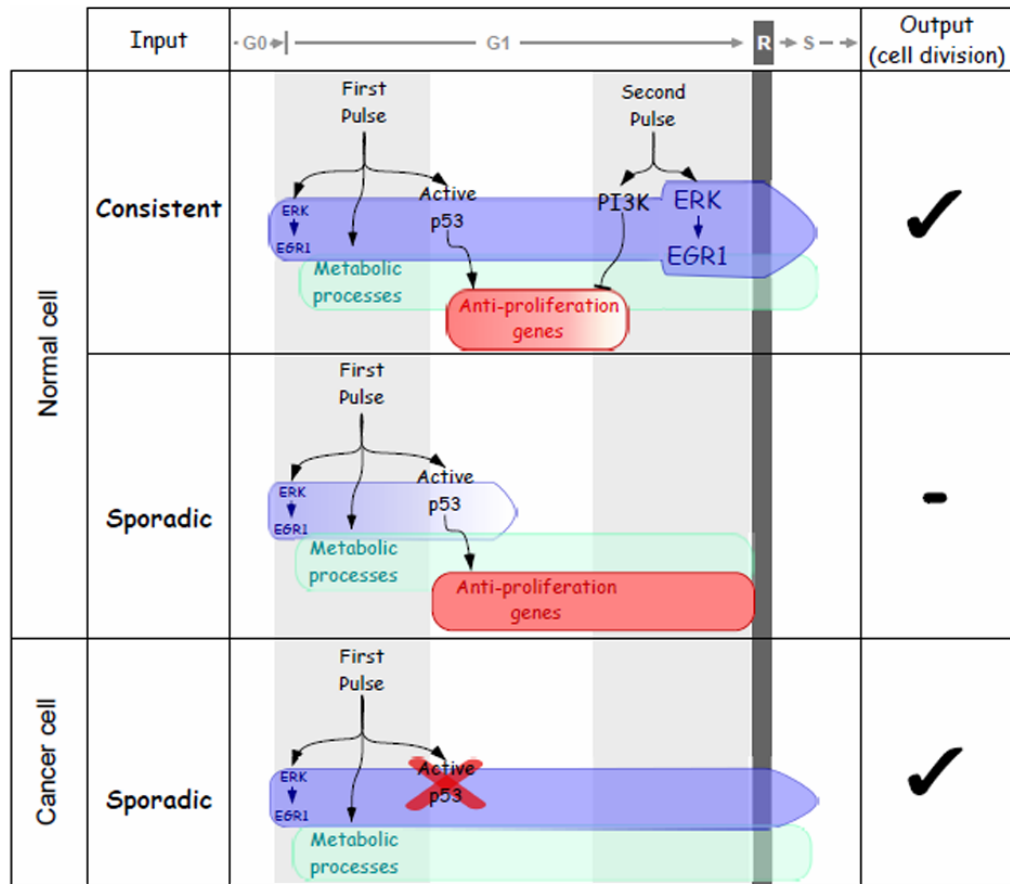 Input
G0
G1
R
S
Output
(cell division)
Normal cell
Consistent
First
Pulse
Second
Pulse
ERK
EGR1
Active
p53
PI3K
ERK
EGR1
Metabolic
processes
Anti-proliferation
genes
✓
Sporadic
First
Pulse
ERK
EGR1
Active
p53
Metabolic
processes
Anti-proliferation
genes
-
Cancer cell
Sporadic
First
Pulse
ERK
EGR1
Active
p53
Metabolic
processes
✓